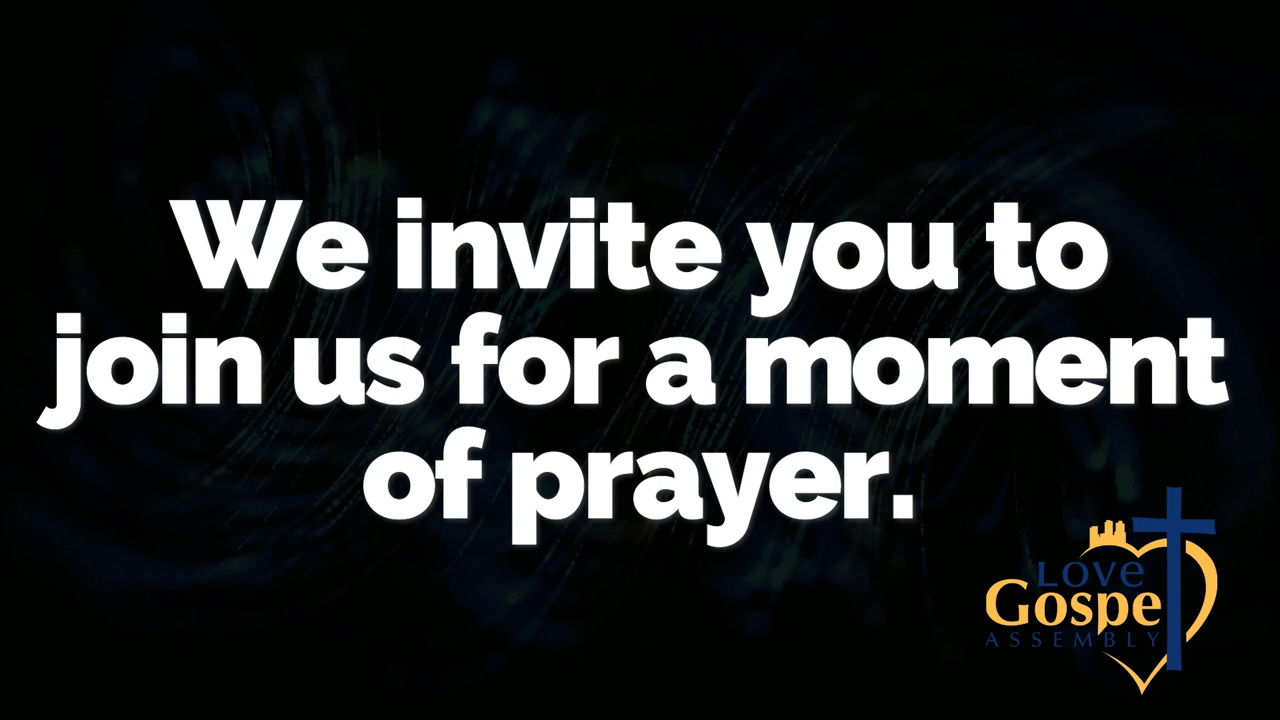 We invite you to
join us for a moment
of prayer.
LOVE
Gospel
ASSEMBLY